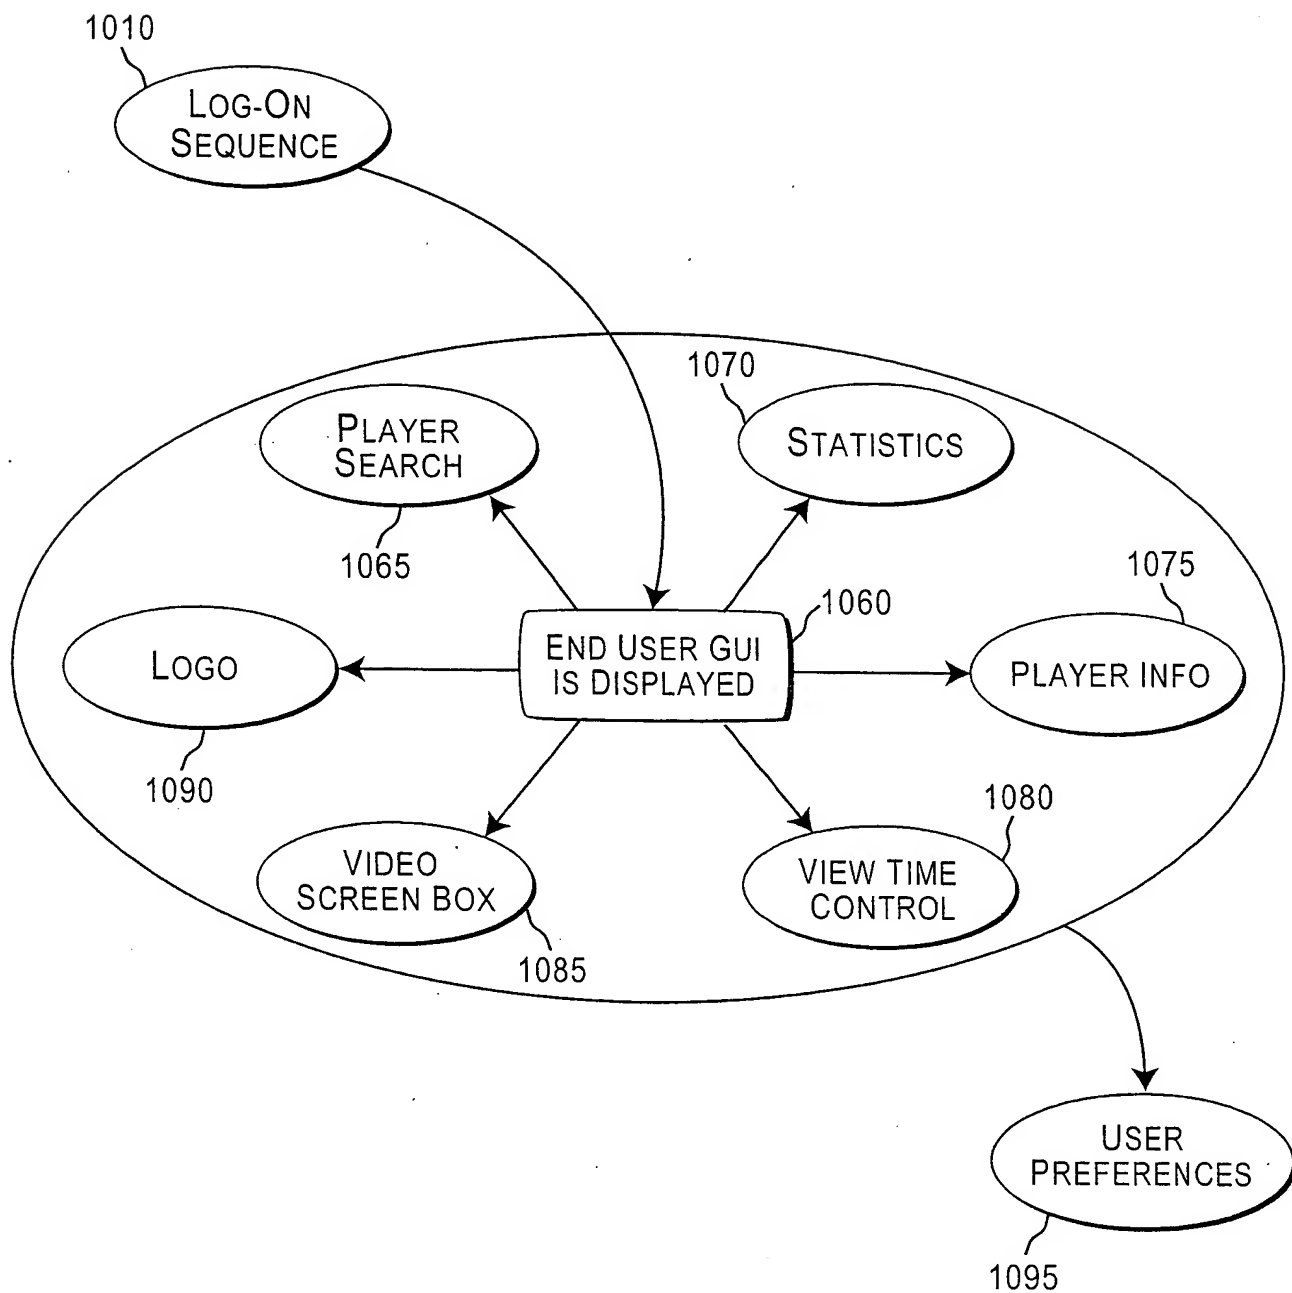 1010
LOG-ON
SEQUENCE
1070
PLAYER
SEARCH
STATISTICS
1065
1075
1060
END USER GUI
IS DISPLAYED
LOGO
PLAYER INFO
1090
1080
VIDEO
SCREEN BOX
VIEW TIME
CONTROL
1085
USER
PREFERENCES
1095